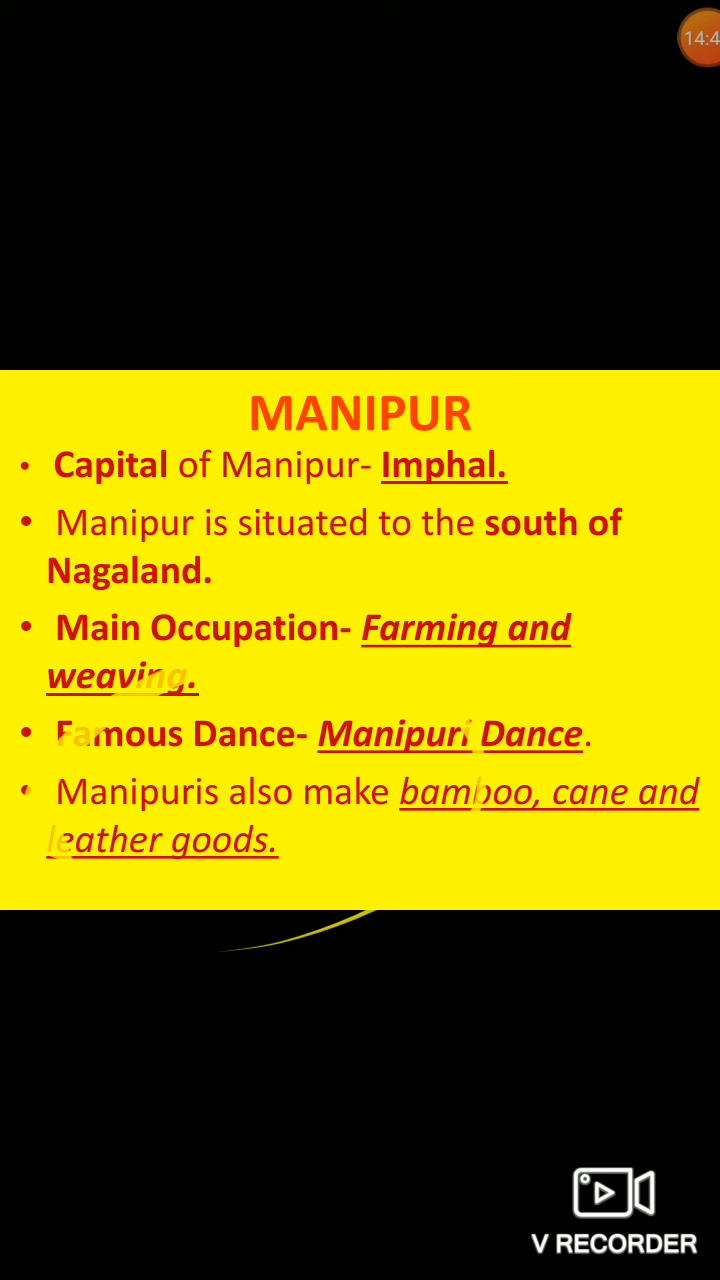 14:4
MANIPUR
• Capital of Manipur- Imphal.
• Manipur is situated to the south of
Nagaland.
• Main Occupation- Farming and
weaving.
• Famous Dance- Manipuri Dance.
• Manipuris also make bamboo, cane and
leather goods.
V RECORDER